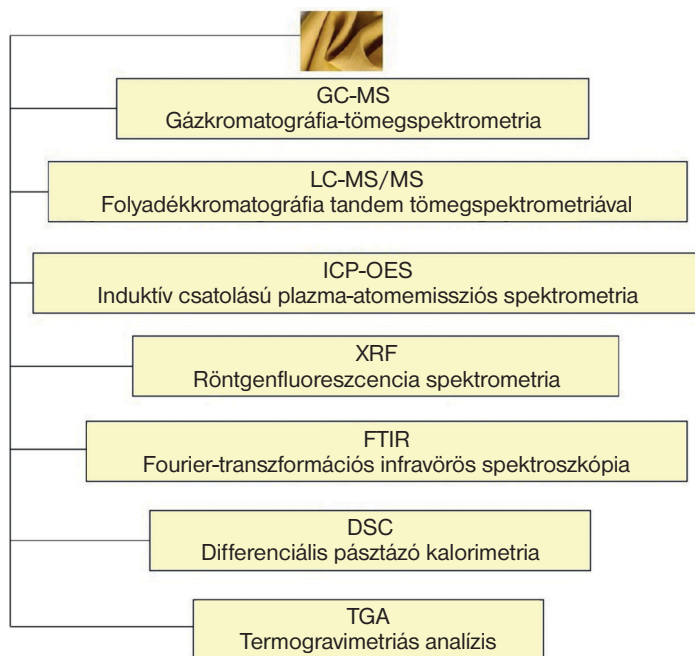 GC-MS
Gázkromatográfia-tömegspektrometria
LC-MS/MS
Folyadékkromatográfia tandem tömegspektrometriával
ICP-OES
Induktív csatolású plazma-atomemissziós spektrometria
XRF
Röntgenfluoreszcencia spektrometria
FTIR
Fourier-transzformációs infravörös spektroszkópia
DSC
Differenciális pásztázó kalorimetria
TGA
Termogravimetriás analízis